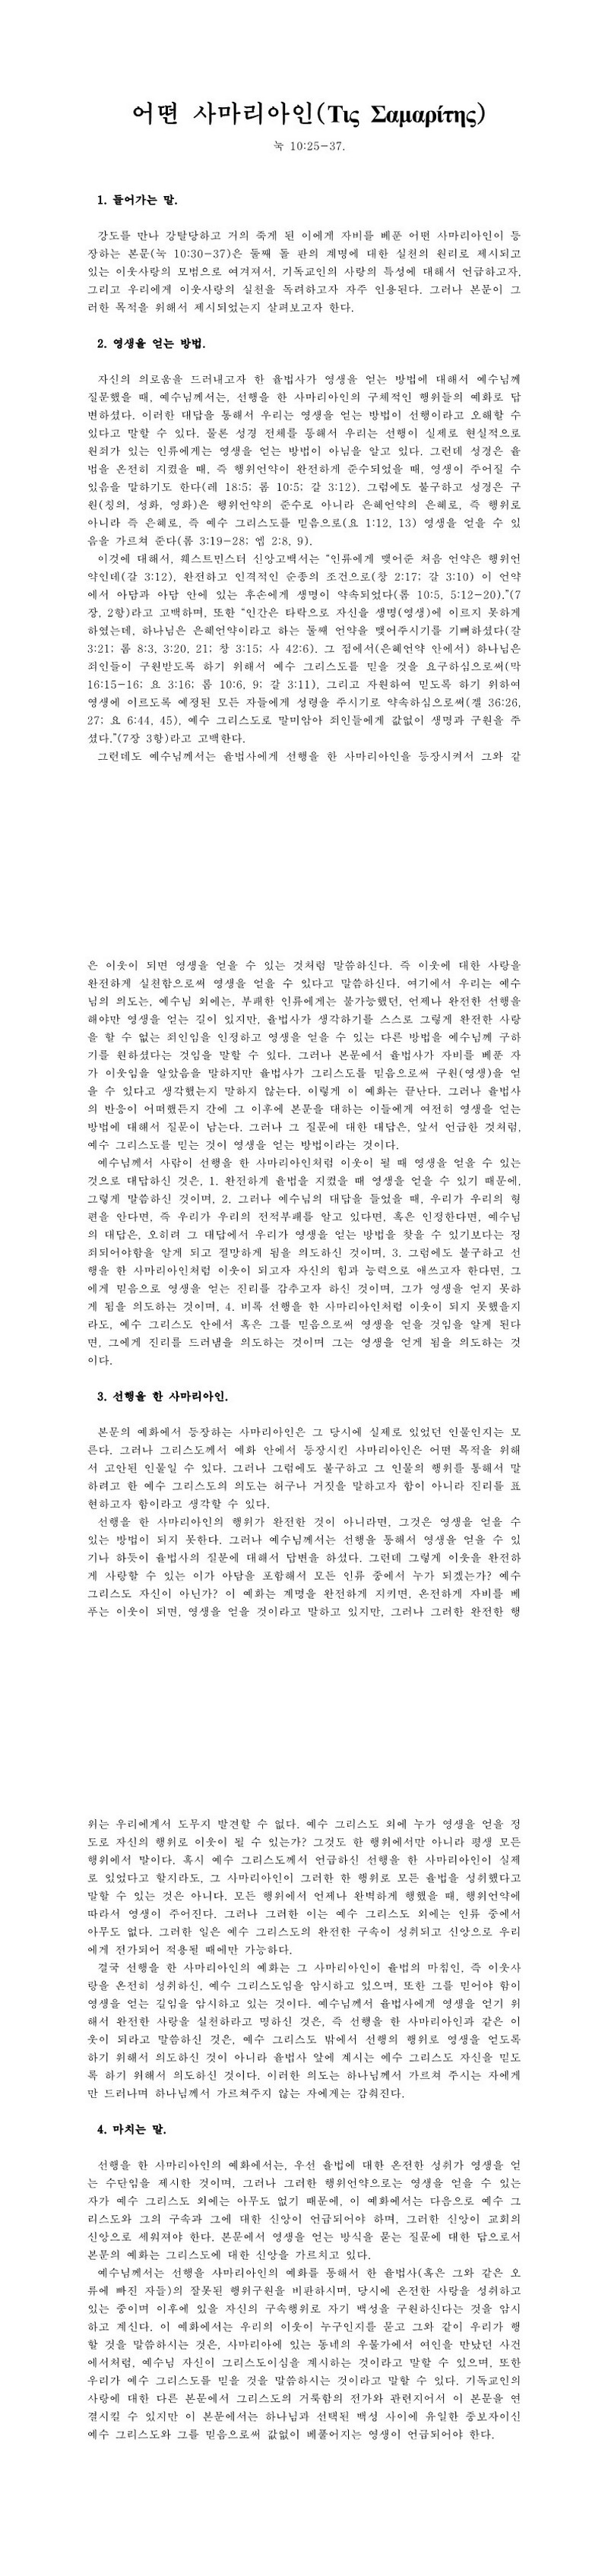 어떤 사마리아인(Τις Σαμαρίτης)
눅 10:25-37.
1. 들어가는 말.
강도를 만나 강탈당하고 거의 죽게 된 이에게 자비를 베푼 어떤 사마리아인이 등
장하는 본문(눅 10:30-37)은 둘째 돌 판의 계명에 대한 실천의 원리로 제시되고
있는 이웃사랑의 모범으로 여겨져서, 기독교인의 사랑의 특성에 대해서 언급하고자,
그리고 우리에게 이웃사랑의 실천을 독려하고자 자주 인용된다. 그러나 본문이 그
러한 목적을 위해서 제시되었는지 살펴보고자 한다.
2. 영생을 얻는 방법.
자신의 의로움을 드러내고자 한 율법사가 영생을 얻는 방법에 대해서 예수님께
질문했을 때, 예수님께서는, 선행을 한 사마리아인의 구체적인 행위들의 예화로 답
변하셨다. 이러한 대답을 통해서 우리는 영생을 얻는 방법이 선행이라고 오해할 수
있다고 말할 수 있다. 물론 성경 전체를 통해서 우리는 선행이 실제로 현실적으로
원죄가 있는 인류에게는 영생을 얻는 방법이 아님을 알고 있다. 그런데 성경은 율
법을 온전히 지켰을 때, 즉 행위언약이 완전하게 준수되었을 때, 영생이 주어질 수
있음을 말하기도 한다(레 18:5; 롬 10:5; 갈 3:12). 그럼에도 불구하고 성경은 구
원(칭의, 성화, 영화)은 행위언약의 준수로 아니라 은혜언약의 은혜로, 즉 행위로
아니라 즉 은혜로, 즉 예수 그리스도를 믿음으로(요 1:12, 13) 영생을 얻을 수 있
음을 가르쳐 준다(롬 3:19-28; 엡 2:8, 9).
이것에 대해서, 웨스트민스터 신앙고백서는 "인류에게 맺어준 처음 언약은 행위언
약인데(갈 3:12), 완전하고 인격적인 순종의 조건으로(창 2:17; 갈 3:10) 이 언약
에서 아담과 아담 안에 있는 후손에게 생명이 약속되었다(롬 10:5, 5:12-20)."(7
장, 2항)라고 고백하며, 또한 "인간은 타락으로 자신을 생명(영생)에 이르지 못하게
하였는데, 하나님은 은혜언약이라고 하는 둘째 언약을 맺어주시기를 기뻐하셨다(갈
3:21; 롬 8:3, 3:20, 21; 창 3:15; 사 42:6). 그 점에서(은혜언약 안에서) 하나님은
죄인들이 구원받도록 하기 위해서 예수 그리스도를 믿을 것을 요구하심으로써(막
16:15-16; 요 3:16; 롬 10:6, 9; 갈 3:11), 그리고 자원하여 믿도록 하기 위하여
영생에 이르도록 예정된 모든 자들에게 성령을 주시기로 약속하심으로써(겔 36:26,
27; 요 6:44, 45), 예수 그리스도로 말미암아 죄인들에게 값없이 생명과 구원을 주
셨다."(7장 3항)라고 고백한다.
그런데도 예수님께서는 율법사에게 선행을 한 사마리아인을 등장시켜서 그와 같
은 이웃이 되면 영생을 얻을 수 있는 것처럼 말씀하신다. 즉 이웃에 대한 사랑을
완전하게 실천함으로써 영생을 얻을 수 있다고 말씀하신다. 여기에서 우리는 예수
님의 의도는, 예수님 외에는, 부패한 인류에게는 불가능했던, 언제나 완전한 선행을
해야만 영생을 얻는 길이 있지만, 율법사가 생각하기를 스스로 그렇게 완전한 사랑
을 할 수 없는 죄인임을 인정하고 영생을 얻을 수 있는 다른 방법을 예수님께 구하
기를 원하셨다는 것임을 말할 수 있다. 그러나 본문에서 율법사가 자비를 베푼 자
가 이웃임을 알았음을 말하지만 율법사가 그리스도를 믿음으로써 구원(영생)을 얻
을 수 있다고 생각했는지 말하지 않는다. 이렇게 이 예화는 끝난다. 그러나 율법사
의 반응이 어떠했든지 간에 그 이후에 본문을 대하는 이들에게 여전히 영생을 얻는
방법에 대해서 질문이 남는다. 그러나 그 질문에 대한 대답은, 앞서 언급한 것처럼,
예수 그리스도를 믿는 것이 영생을 얻는 방법이라는 것이다.
예수님께서 사람이 선행을 한 사마리아인처럼 이웃이 될 때 영생을 얻을 수 있는
것으로 대답하신 것은, 1. 완전하게 율법을 지켰을 때 영생을 얻을 수 있기 때문에,
그렇게 말씀하신 것이며, 2. 그러나 예수님의 대답을 들었을 때, 우리가 우리의 형
편을 안다면, 즉 우리가 우리의 전적부패를 알고 있다면, 혹은 인정한다면, 예수님
의 대답은, 오히려 그 대답에서 우리가 영생을 얻는 방법을 찾을 수 있기보다는 정
죄되어야함을 알게 되고 절망하게 됨을 의도하신 것이며, 3. 그럼에도 불구하고 선
행을 한 사마리아인처럼 이웃이 되고자 자신의 힘과 능력으로 애쓰고자 한다면, 그
에게 믿음으로 영생을 얻는 진리를 감추고자 하신 것이며, 그가 영생을 얻지 못하
게 됨을 의도하는 것이며, 4. 비록 선행을 한 사마리아인처럼 이웃이 되지 못했을지
라도, 예수 그리스도 안에서 혹은 그를 믿음으로써 영생을 얻을 것임을 알게 된다
면, 그에게 진리를 드러냄을 의도하는 것이며 그는 영생을 얻게 됨을 의도하는 것
이다.
3. 선행을 한 사마리아인.
본문의 예화에서 등장하는 사마리아인은 그 당시에 실제로 있었던 인물인지는 모
른다. 그러나 그리스도께서 예화 안에서 등장시킨 사마리아인은 어떤 목적을 위해
서 고안된 인물일 수 있다. 그러나 그럼에도 불구하고 그 인물의 행위를 통해서 말
하려고 한 예수 그리스도의 의도는 허구나 거짓을 말하고자 함이 아니라 진리를 표
현하고자 함이라고 생각할 수 있다.
선행을 한 사마리아인의 행위가 완전한 것이 아니라면, 그것은 영생을 얻을 수
있는 방법이 되지 못한다. 그러나 예수님께서는 선행을 통해서 영생을 얻을 수 있
기나 하듯이 율법사의 질문에 대해서 답변을 하셨다. 그런데 그렇게 이웃을 완전하
게 사랑할 수 있는 이가 아담을 포함해서 모든 인류 중에서 누가 되겠는가? 예수
그리스도 자신이 아닌가? 이 예화는 계명을 완전하게 지키면, 온전하게 자비를 베
푸는 이웃이 되면, 영생을 얻을 것이라고 말하고 있지만, 그러나 그러한 완전한 행
위는 우리에게서 도무지 발견할 수 없다. 예수 그리스도 외에 누가 영생을 얻을 정
도로 자신의 행위로 이웃이 될 수 있는가? 그것도 한 행위에서만 아니라 평생 모든
행위에서 말이다. 혹시 예수 그리스도께서 언급하신 선행을 한 사마리아인이 실제
로 있었다고 할지라도, 그 사마리아인이 그러한 한 행위로 모든 율법을 성취했다고
말할 수 있는 것은 아니다. 모든 행위에서 언제나 완벽하게 행했을 때, 행위언약에
따라서 영생이 주어진다. 그러나 그러한 이는 예수 그리스도 외에는 인류 중에서
아무도 없다. 그러한 일은 예수 그리스도의 완전한 구속이 성취되고 신앙으로 우리
에게 전가되어 적용될 때에만 가능하다.
결국 선행을 한 사마리아인의 예화는 그 사마리아인이 율법의 마침인, 즉 이웃사
랑을 온전히 성취하신, 예수 그리스도임을 암시하고 있으며, 또한 그를 믿어야 함이
영생을 얻는 길임을 암시하고 있는 것이다. 예수님께서 율법사에게 영생을 얻기 위
해서 완전한 사랑을 실천하라고 명하신 것은, 즉 선행을 한 사마리아인과 같은 이
웃이 되라고 말씀하신 것은, 예수 그리스도 밖에서 선행의 행위로 영생을 얻도록
하기 위해서 의도하신 것이 아니라 율법사 앞에 계시는 예수 그리스도 자신을 믿도
록 하기 위해서 의도하신 것이다. 이러한 의도는 하나님께서 가르쳐 주시는 자에게
만 드러나며 하나님께서 가르쳐주지 않는 자에게는 감춰진다.
4. 마치는 말.
선행을 한 사마리아인의 예화에서는, 우선 율법에 대한 온전한 성취가 영생을 얻
는 수단임을 제시한 것이며, 그러나 그러한 행위언약으로는 영생을 얻을 수 있는
자가 예수 그리스도 외에는 아무도 없기 때문에, 이 예화에서는 다음으로 예수 그
리스도와 그의 구속과 그에 대한 신앙이 언급되어야 하며, 그러한 신앙이 교회의
신앙으로 세워져야 한다. 본문에서 영생을 얻는 방식을 묻는 질문에 대한 답으로서
본문의 예화는 그리스도에 대한 신앙을 가르치고 있다.
예수님께서는 선행을 사마리아인의 예화를 통해서 한 율법사(혹은 그와 같은 오
류에 빠진 자들)의 잘못된 행위구원을 비판하시며, 당시에 온전한 사랑을 성취하고
있는 중이며 이후에 있을 자신의 구속행위로 자기 백성을 구원하신다는 것을 암시
하고 계신다. 이 예화에서는 우리의 이웃이 누구인지를 묻고 그와 같이 우리가 행
할 것을 말씀하시는 것은, 사마리아에 있는 동네의 우물가에서 여인을 만났던 사건
에서처럼, 예수님 자신이 그리스도이심을 계시하는 것이라고 말할 수 있으며, 또한
우리가 예수 그리스도를 믿을 것을 말씀하시는 것이라고 말할 수 있다. 기독교인의
사랑에 대한 다른 본문에서 그리스도의 거룩함의 전가와 관련지어서 이 본문을 연
결시킬 수 있지만 이 본문에서는 하나님과 선택된 백성 사이에 유일한 중보자이신
예수 그리스도와 그를 믿음으로써 값없이 베풀어지는 영생이 언급되어야 한다.